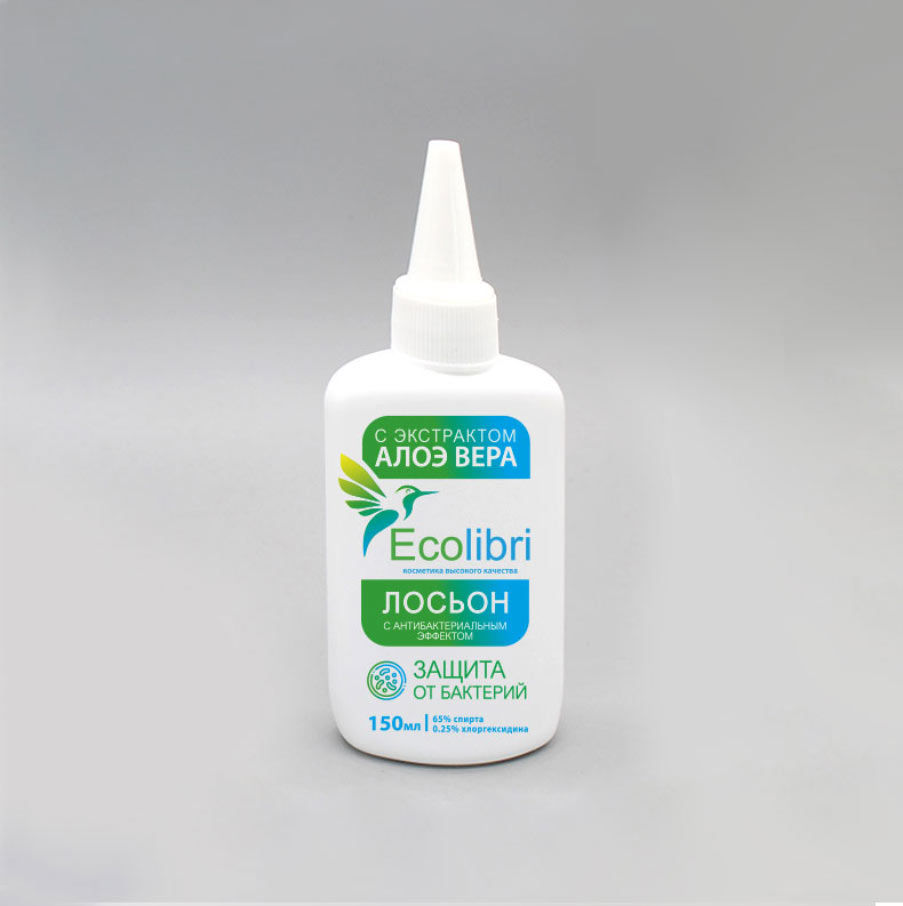 С ЭКСТРАКТОМ
АЛОЭ ВЕРА
Ecolibri
косметика высокого качества
ЛОСЬОН
С АНТИБАКТЕРИАЛЬНЫМ
ЭФФЕКТОМ
ЗАЩИТА
ОТ БАКТЕРИЙ
150мл
65% спирта
0.25% хлоргексидина